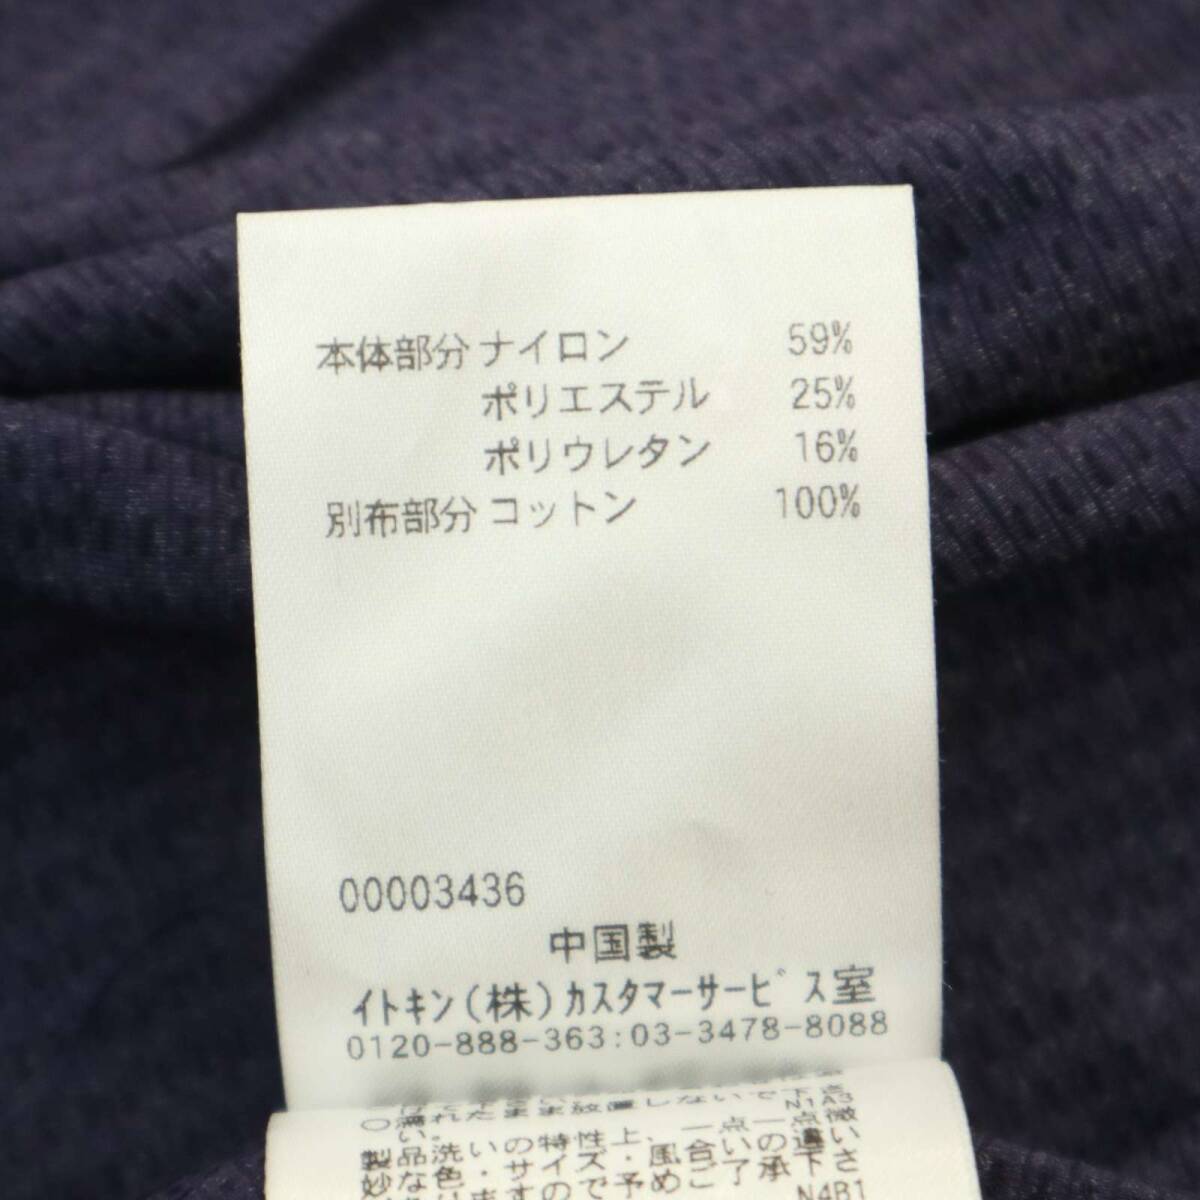 本体部分 ナイロン 59%
ポリエステル 25%
ポリウレタン 16%
別布部分 コットン 100%
00003436
中国製
イトキン(株)カスタマーサービス室
0120-888-363:03-3478-8088
N1A3
い。
製品洗いの特性上、一点一点微
妙な色・サイズ・風合いの違い
N4B1